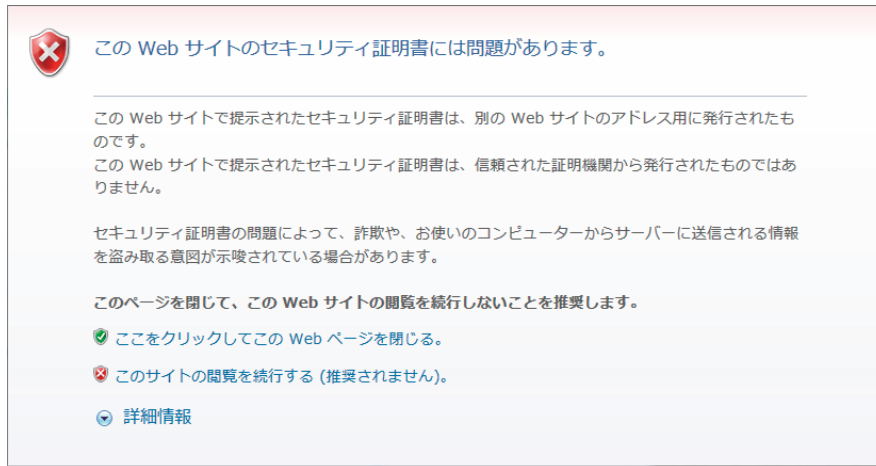 この Web サイトのセキュリティ証明書には問題があります。
この Web サイトで提示されたセキュリティ証明書は、別の Web サイトのアドレス用に発行されたも
のです。
この Web サイトで提示されたセキュリティ証明書は、信頼された証明機関から発行されたものではあ
りません。
セキュリティ証明書の問題によって、詐欺や、お使いのコンピューターからサーバーに送信される情報
を盗み取る意図が示唆されている場合があります。
このページを閉じて、この Web サイトの閲覧を続行しないことを推奨します。
ここをクリックしてこの Web ページを閉じる。
このサイトの閲覧を続行する (推奨されません)。
詳細情報